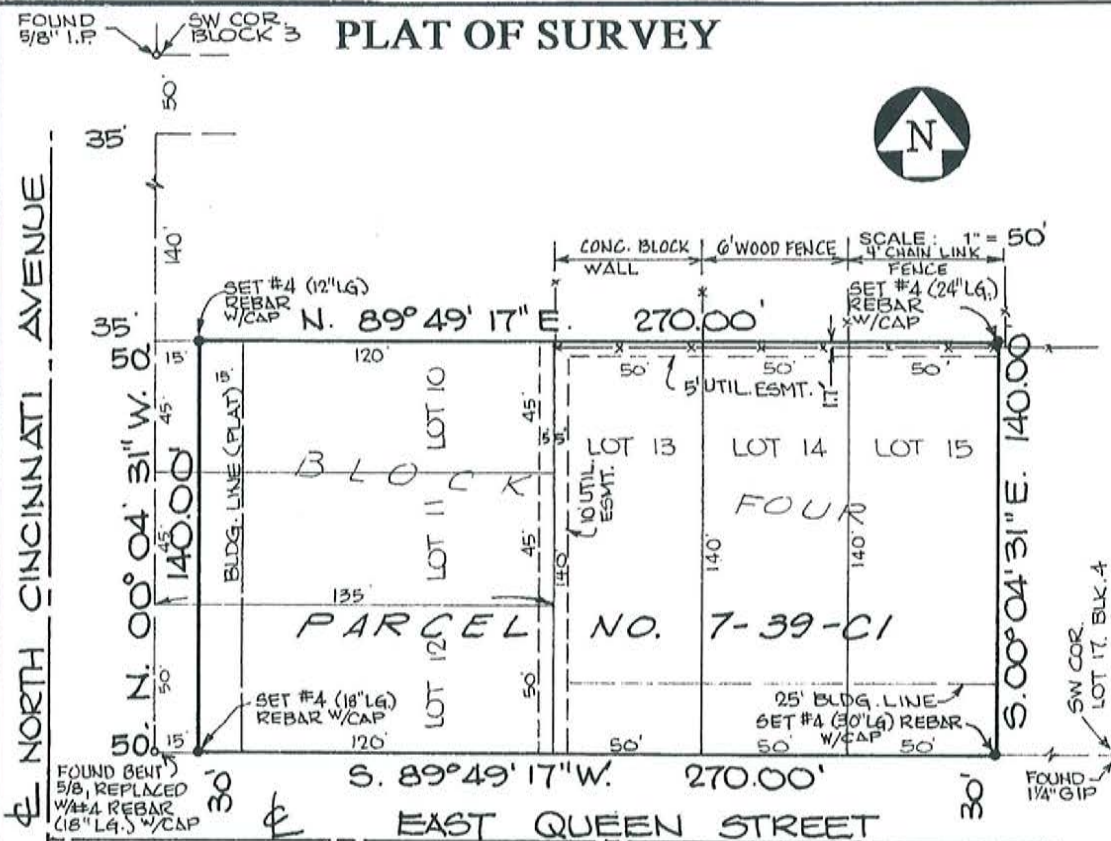 PLAT OF SURVEY
FOUND
5/8" I.P.
SW COR.
BLOCK 3
50'
35'
140'
N
SCALE: 1" = 50'
CONC. BLOCK
WALL
6' WOOD FENCE
4' CHAIN LINK
FENCE
SET #4 (12" LG.)
REBAR
W/CAP
SET #4 (24" LG.)
REBAR
W/CAP
35'
N. 89° 49' 17" E. 270.00'
50'
15'
120'
50'
50'
50'
5' UTIL. ESMT.
1.7'
BLDG. LINE (PLAT) 15'
45'
LOT 10
45'
5'
5'
LOT 13
LOT 14
LOT 15
BLOCK
FOUR
10' UTIL.
ESMT.
45'
LOT 11
45'
140'
140'
140'
N. 00° 04' 31" W.
140.00'
S. 00° 04' 31" E. 140.00'
NORTH CINCINNATI AVENUE
135'
PARCEL NO. 7-39-C1
50'
LOT 12
50'
25' BLDG. LINE
SET #4 (18" LG.)
REBAR W/CAP
SET #4 (30" LG.) REBAR
W/CAP
SW COR.
LOT 17, BLK. 4
50'
15'
120'
50'
50'
50'
FOUND BENT
5/8, REPLACED
W/#4 REBAR
(18" LG.) W/CAP
30'
S. 89° 49' 17" W. 270.00'
30'
FOUND
1 1/4" GIP
EAST QUEEN STREET